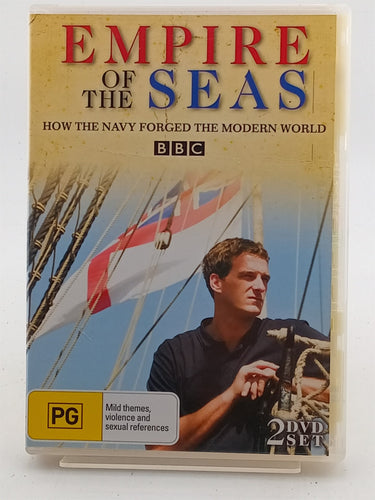 EMPIRE
OF THE SEAS
HOW THE NAVY FORGED THE MODERN WORLD
BBC
PG
Mild themes,
violence and
sexual references
2 DVD
SET